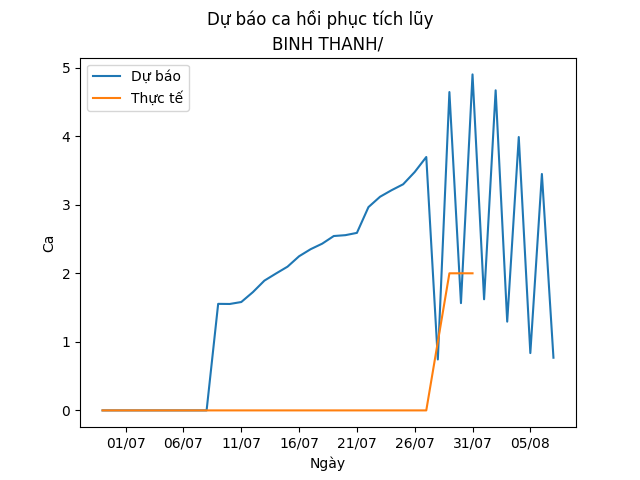 Dự báo ca hồi phục tích lũy
BINH THANH/
Dự báo
Thực tế
Ca
5
4
3
2
1
0
01/07 06/07 11/07 16/07 21/07 26/07 31/07 05/08
Ngày